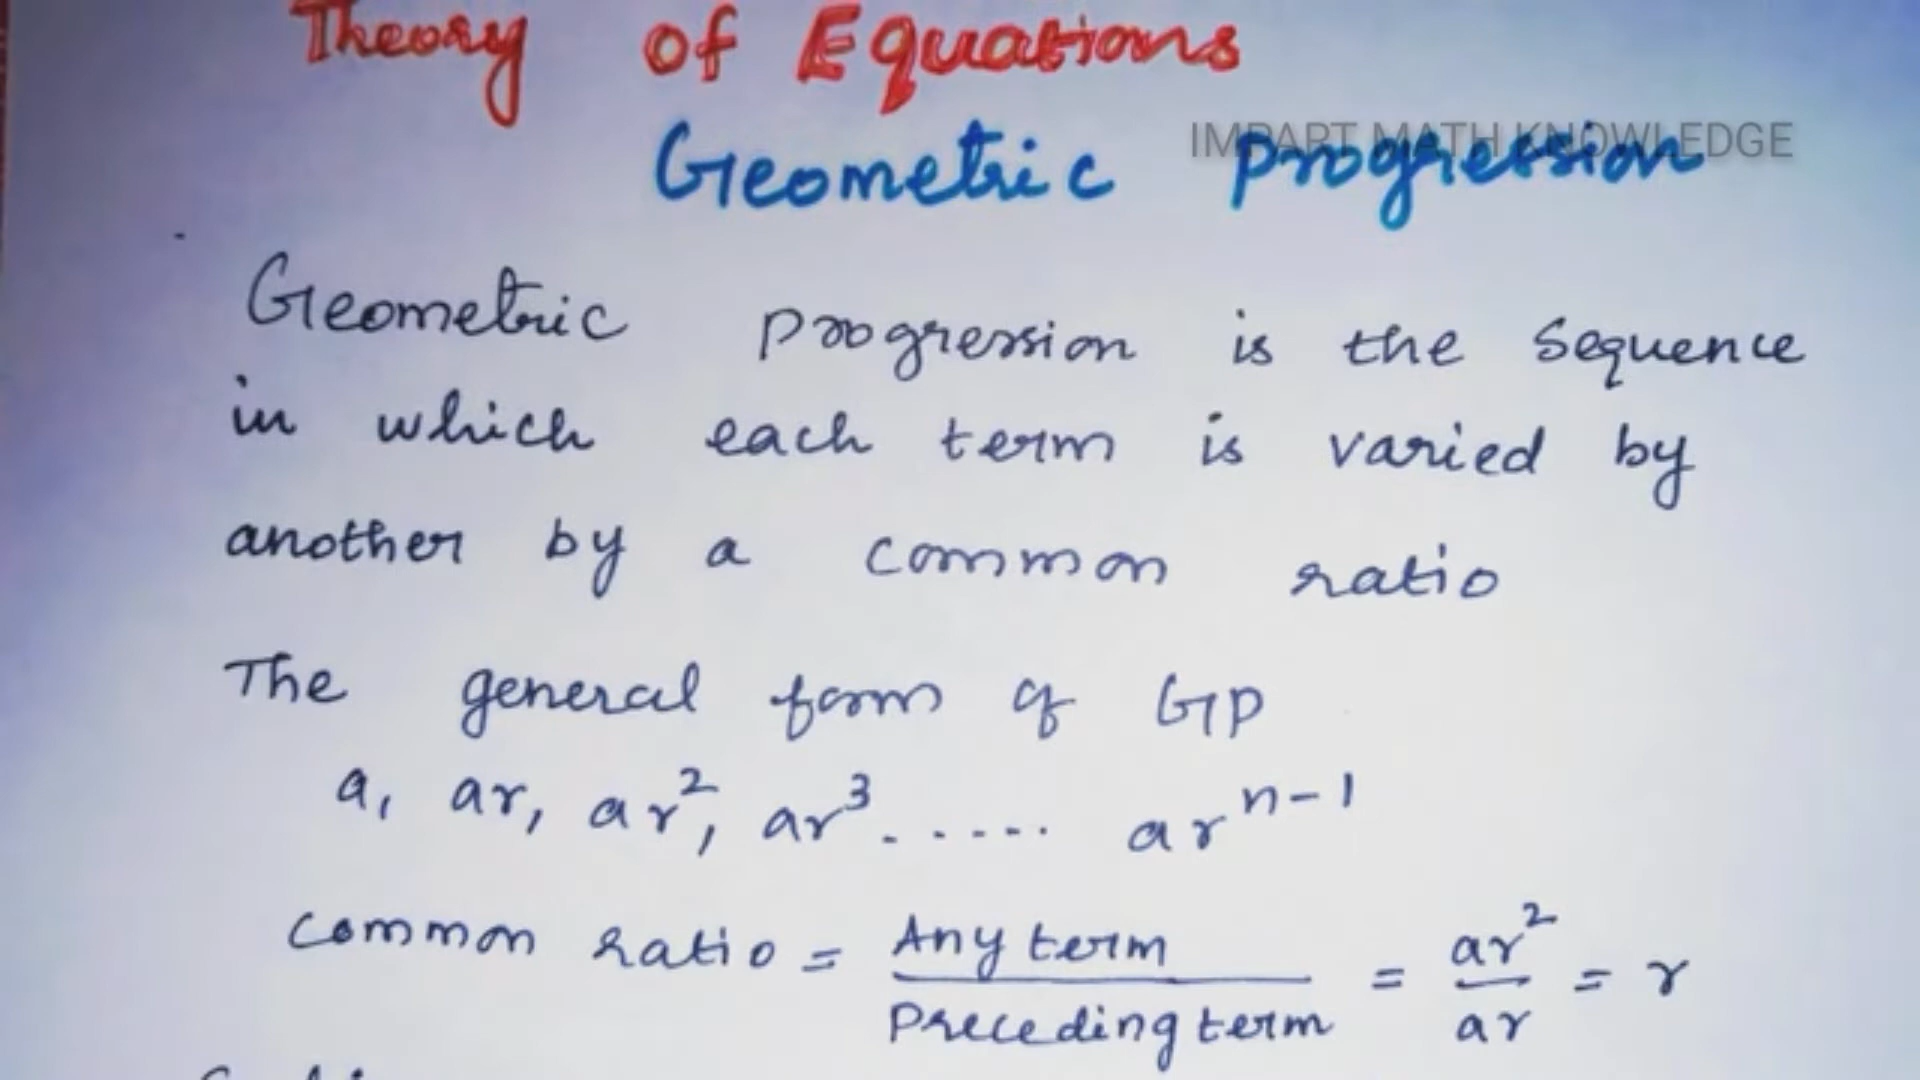 Theory of Equations
IMPART MATH KNOWLEDGE
Geometric progression
Geometric progression is the Sequence
in which each term is varied by
another by a common ratio
The general form of GP
a, ar, ar², ar³ ...... ar^{n-1}
common ratio = Any term / Preceding term = ar² / ar = r